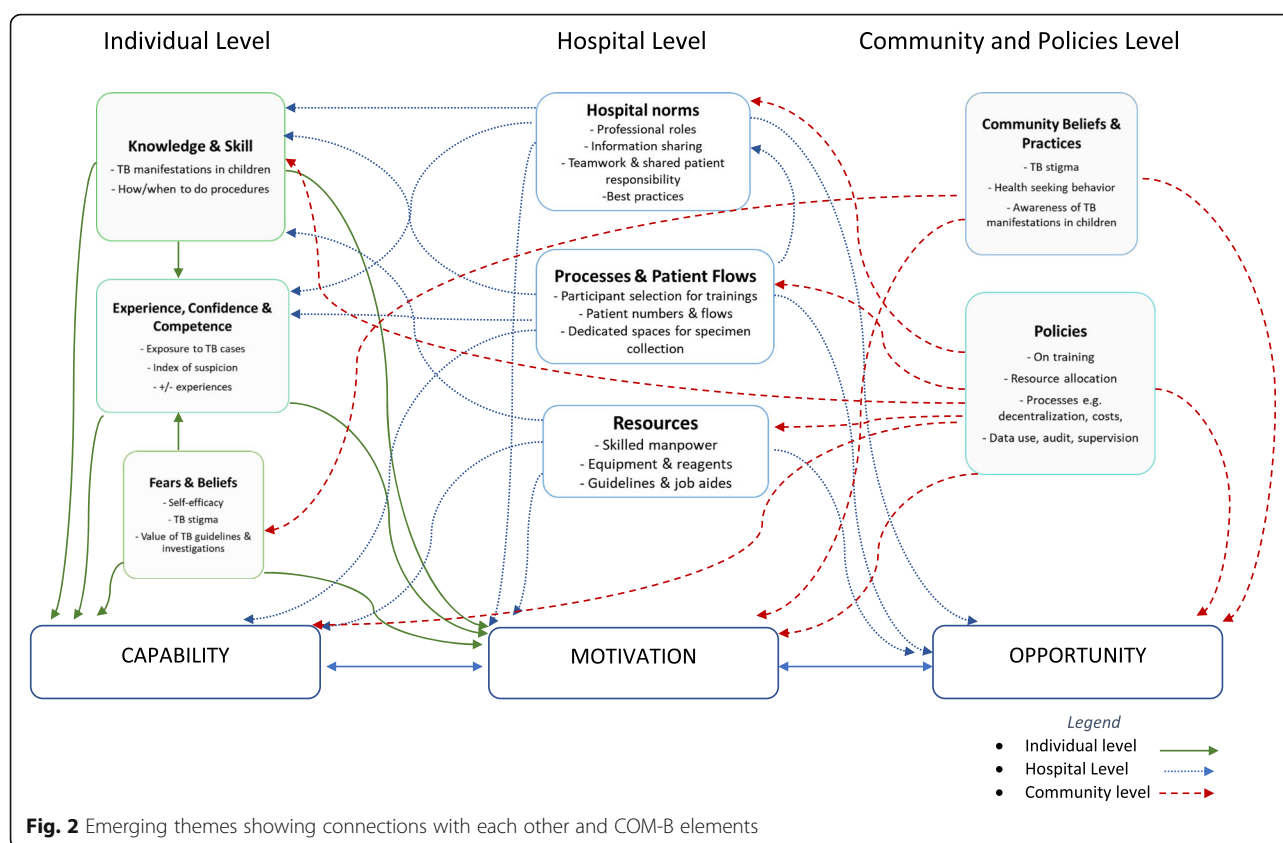 Individual Level
Hospital Level
Community and Policies Level
Knowledge & Skill
- TB manifestations in children
- How/when to do procedures
Experience, Confidence &
Competence
- Exposure to TB cases
- Index of suspicion
- +/- experiences
Fears & Beliefs
- Self-efficacy
- TB stigma
- Value of TB guidelines &
investigations
Hospital norms
- Professional roles
- Information sharing
- Teamwork & shared patient
responsibility
-Best practices
Processes & Patient Flows
- Participant selection for trainings
- Patient numbers & flows
- Dedicated spaces for specimen
collection
Resources
- Skilled manpower
- Equipment & reagents
- Guidelines & job aides
Community Beliefs &
Practices
- TB stigma
- Health seeking behavior
- Awareness of TB
manifestations in children
Policies
- On training
- Resource allocation
- Processes e.g.
decentralization, costs,
- Data use, audit, supervision
CAPABILITY
MOTIVATION
OPPORTUNITY
Legend
• Individual level
• Hospital Level
• Community level
Fig. 2 Emerging themes showing connections with each other and COM-B elements